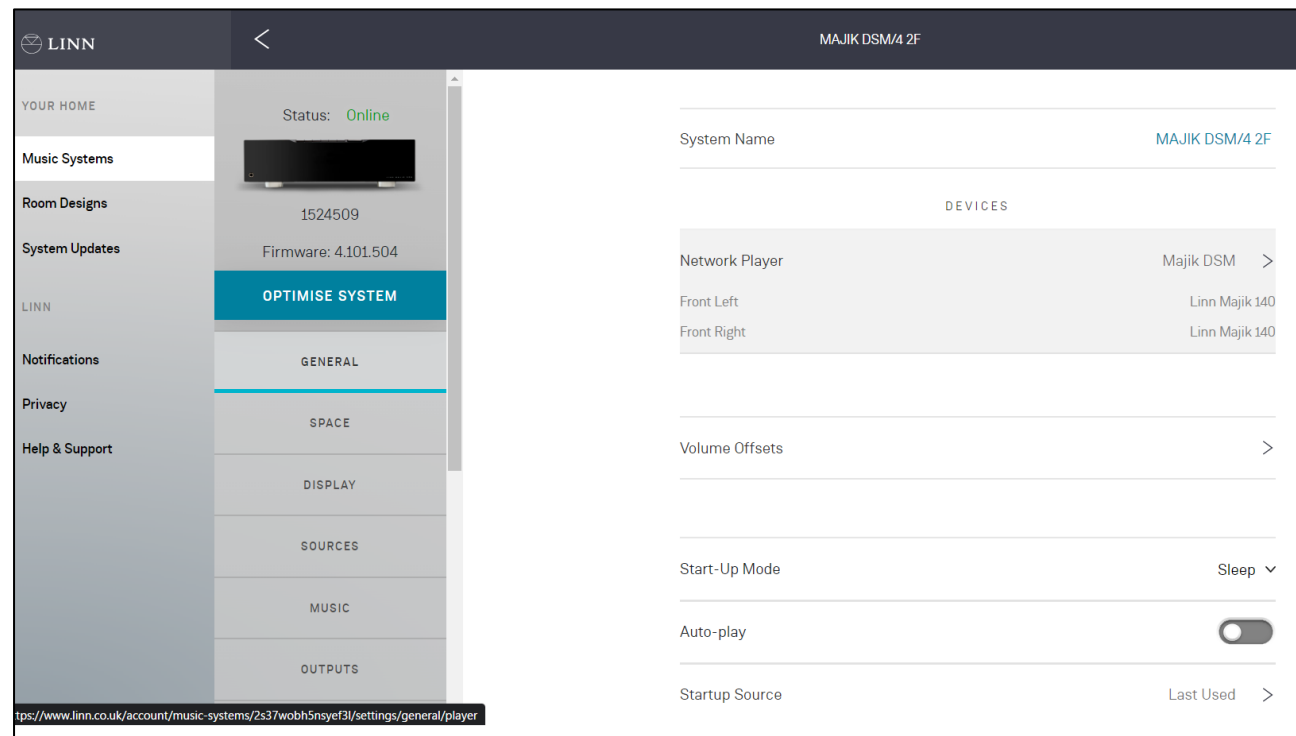 LINN
MAJIK DSM/4 2F
YOUR HOME
Music Systems
Room Designs
System Updates
LINN
Notifications
Privacy
Help & Support
Status: Online
1524509
Firmware: 4.101.504
OPTIMISE SYSTEM
GENERAL
SPACE
DISPLAY
SOURCES
MUSIC
OUTPUTS
System Name MAJIK DSM/4 2F
DEVICES
Network Player Majik DSM
Front Left Linn Majik 140
Front Right Linn Majik 140
Volume Offsets
Start-Up Mode Sleep
Auto-play
Startup Source Last Used
tps://www.linn.co.uk/account/music-systems/2s37wobh5nsyef3l/settings/general/player